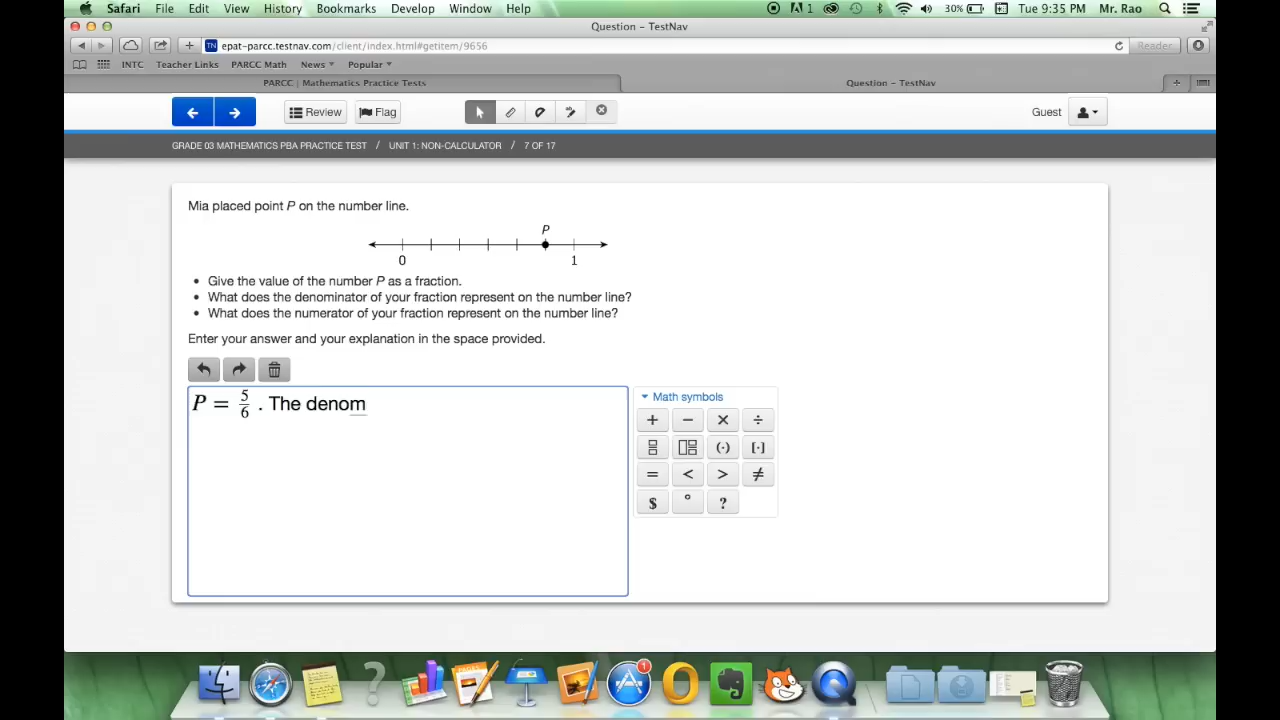 Safari File Edit View History Bookmarks Develop Window Help 1 30% Tue 9:35 PM Mr. Rao
Question – TestNav
TN epat-parcc.testnav.com/client/index.html#getitem/9656 Reader
INTC Teacher Links PARCC Math News Popular
PARCC | Mathematics Practice Tests Question – TestNav
Review Flag Guest
GRADE 03 MATHEMATICS PBA PRACTICE TEST / UNIT 1: NON-CALCULATOR / 7 OF 17
Mia placed point P on the number line.
P
0 1
• Give the value of the number P as a fraction.
• What does the denominator of your fraction represent on the number line?
• What does the numerator of your fraction represent on the number line?
Enter your answer and your explanation in the space provided.
P = 5/6 . The denom
Math symbols
+ − × ÷
(·) [·]
= < > ≠
$ ° ?
1